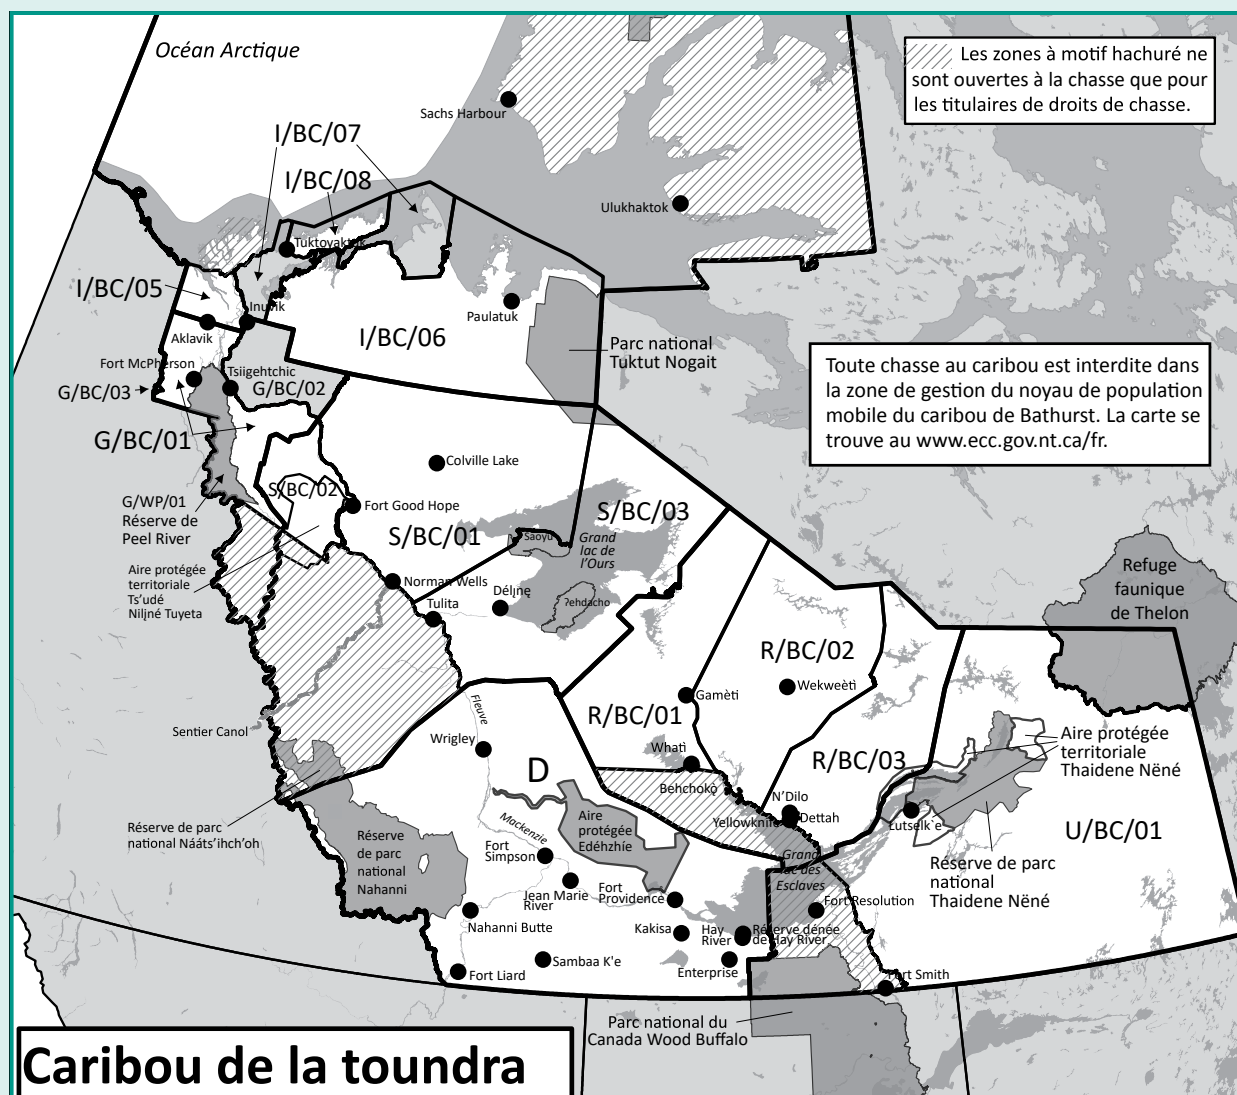 Océan Arctique
Les zones à motif hachuré ne
sont ouvertes à la chasse que pour
les titulaires de droits de chasse.
Sachs Harbour
I/BC/07
I/BC/08
Ulukhaktok
Tuktoyaktuk
I/BC/05
Inuvik
Paulatuk
Aklavik
I/BC/06
Parc national
Tuktut Nogait
Fort McPherson
Tsiigehtchic
G/BC/03
G/BC/02
Toute chasse au caribou est interdite dans
la zone de gestion du noyau de population
mobile du caribou de Bathurst. La carte se
trouve au www.ecc.gov.nt.ca/fr.
G/BC/01
Colville Lake
S/BC/02
G/WP/01
Réserve de
Peel River
Fort Good Hope
S/BC/03
S/BC/01
Saoyú
Grand
lac de
l'Ours
Aire protégée
territoriale
Ts'udé
Nilįné Tuyeta
Norman Wells
Délįnę
Ɂehdacho
Tulita
Refuge
faunique
de Thelon
R/BC/02
Wekweètì
Gamètì
Fleuve
R/BC/01
Sentier Canol
Wrigley
Whatì
Aire protégée
territoriale
Thaidene Nëné
R/BC/03
D
Behchokǫ̀
N'Dilo
Dettah
Yellowknife
Aire
protégée
Edéhzhíe
Mackenzie
Łutselk'e
U/BC/01
Réserve de parc
national Nááts'ihch'oh
Réserve
de parc
national
Nahanni
Fort
Simpson
Grand
lac des
Esclaves
Réserve de parc
national
Thaidene Nëné
Jean Marie
River
Fort
Providence
Fort Resolution
Nahanni Butte
Kakisa
Hay
River
Réserve dénée
de Hay River
Sambaa K'e
Enterprise
Fort Liard
Fort Smith
Parc national du
Canada Wood Buffalo
Caribou de la toundra